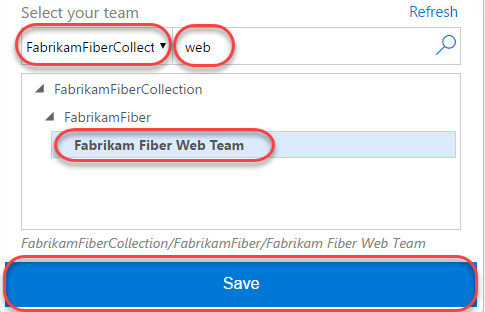 Select your team Refresh
FabrikamFiberCollect web
FabrikamFiberCollection
FabrikamFiber
Fabrikam Fiber Web Team
FabrikamFiberCollection/FabrikamFiber/Fabrikam Fiber Web Team
Save